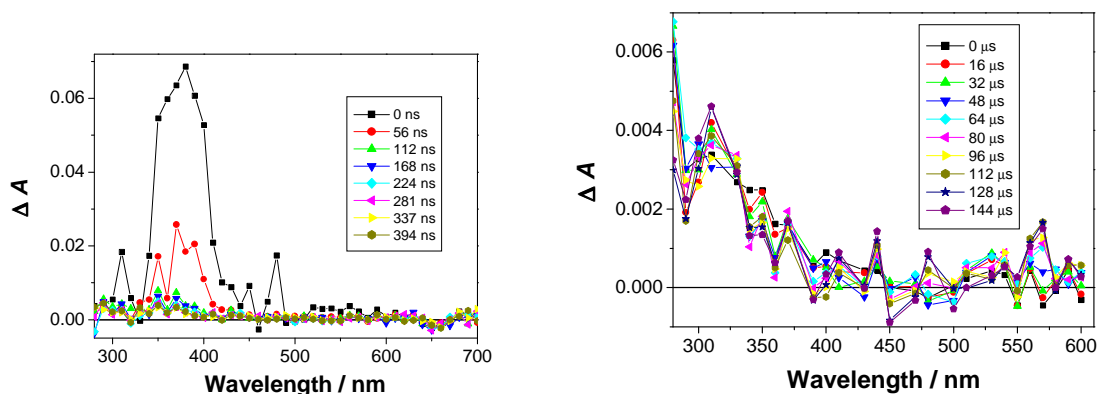 0.06
0.04
0.02
0.00
Δ A
300
400
500
600
700
Wavelength / nm
0 ns
56 ns
112 ns
168 ns
224 ns
281 ns
337 ns
394 ns
0.006
0.004
0.002
0.000
Δ A
300
350
400
450
500
550
600
Wavelength / nm
0 μs
16 μs
32 μs
48 μs
64 μs
80 μs
96 μs
112 μs
128 μs
144 μs